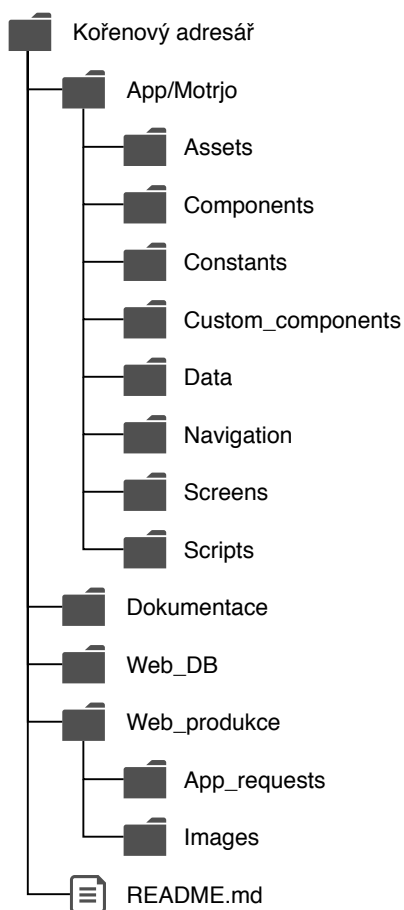 Kořenový adresář
App/Motrjo
Assets
Components
Constants
Custom_components
Data
Navigation
Screens
Scripts
Dokumentace
Web_DB
Web_produkce
App_requests
Images
README.md